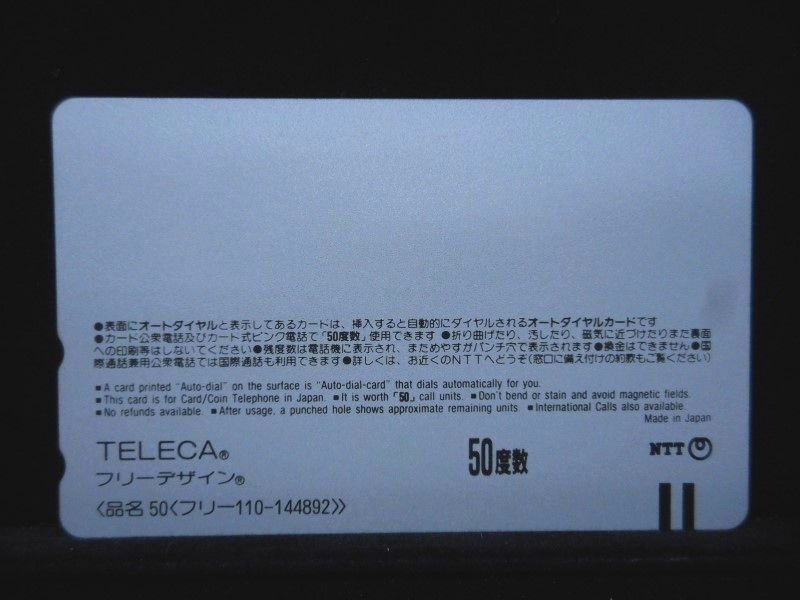 ●表面にオートダイヤルと表示してあるカードは、挿入すると自動的にダイヤルされるオートダイヤルカードです
●カード公衆電話及びカード式ピンク電話で「50度数」使用できます ●折り曲げたり、汚したり、磁気に近づけたりまた裏面
への印刷等はしないでください ●残度数は電話機に表示され、まためやすがパンチ穴で表示されます ●換金はできません ●国
際通話兼用公衆電話では国際通話も利用できます ●詳しくは、お近くのNTTへどうぞ(窓口に備え付けの約款もご覧ください)
■ A card printed "Auto-dial" on the surface is "Auto-dial-card" that dials automatically for you.
■ This card is for Card/Coin Telephone in Japan. ■ It is worth「50」call units. ■ Don't bend or stain and avoid magnetic fields.
■ No refunds available. ■ After usage, a punched hole shows approximate remaining units. ■ International Calls also available.
Made in Japan
TELECA® 50度数 NTT
フリーデザイン®
〈品名 50〈フリー110-144892〉〉